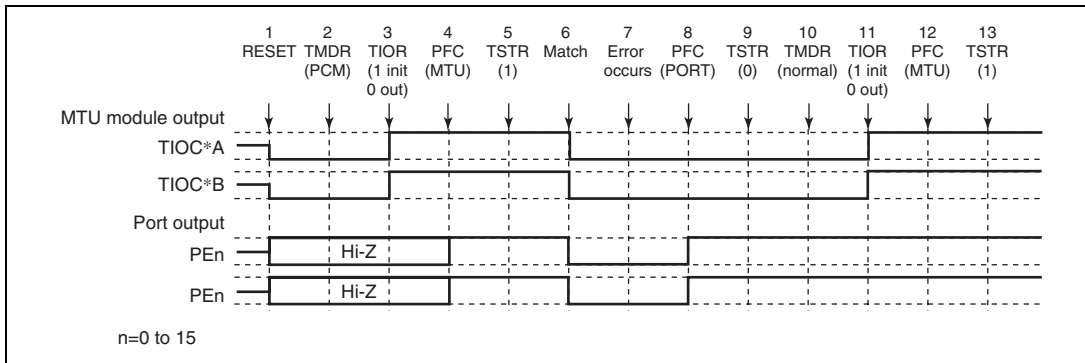 1 2 3 4 5 6 7 8 9 10 11 12 13
RESET TMDR TIOR PFC TSTR Match Error PFC TSTR TMDR TIOR PFC TSTR
(PCM) (1 init (MTU) (1) occurs (PORT) (0) (normal) (1 init (MTU) (1)
0 out) 0 out)
MTU module output
TIOC*A
TIOC*B
Port output
PEn Hi-Z
PEn Hi-Z
n=0 to 15